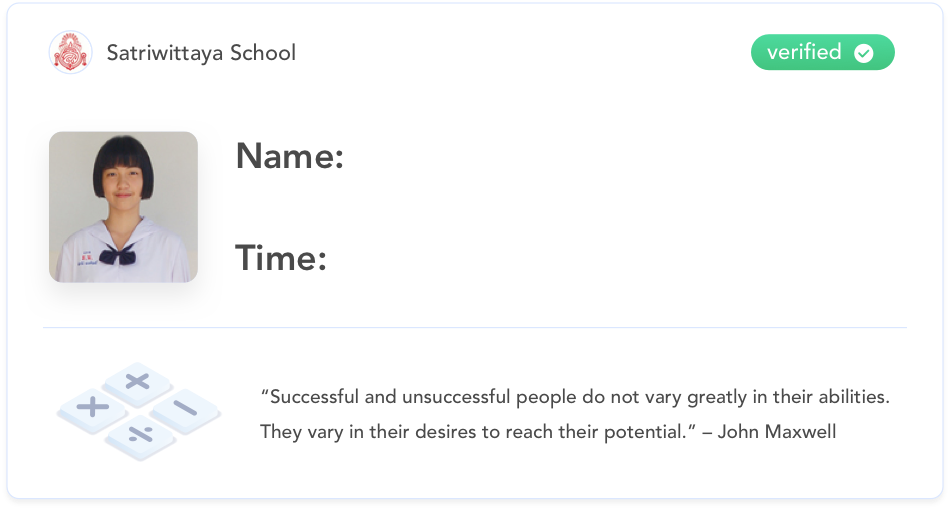 Satriwittaya School
verified
Name:
Time:
“Successful and unsuccessful people do not vary greatly in their abilities.
They vary in their desires to reach their potential.” – John Maxwell